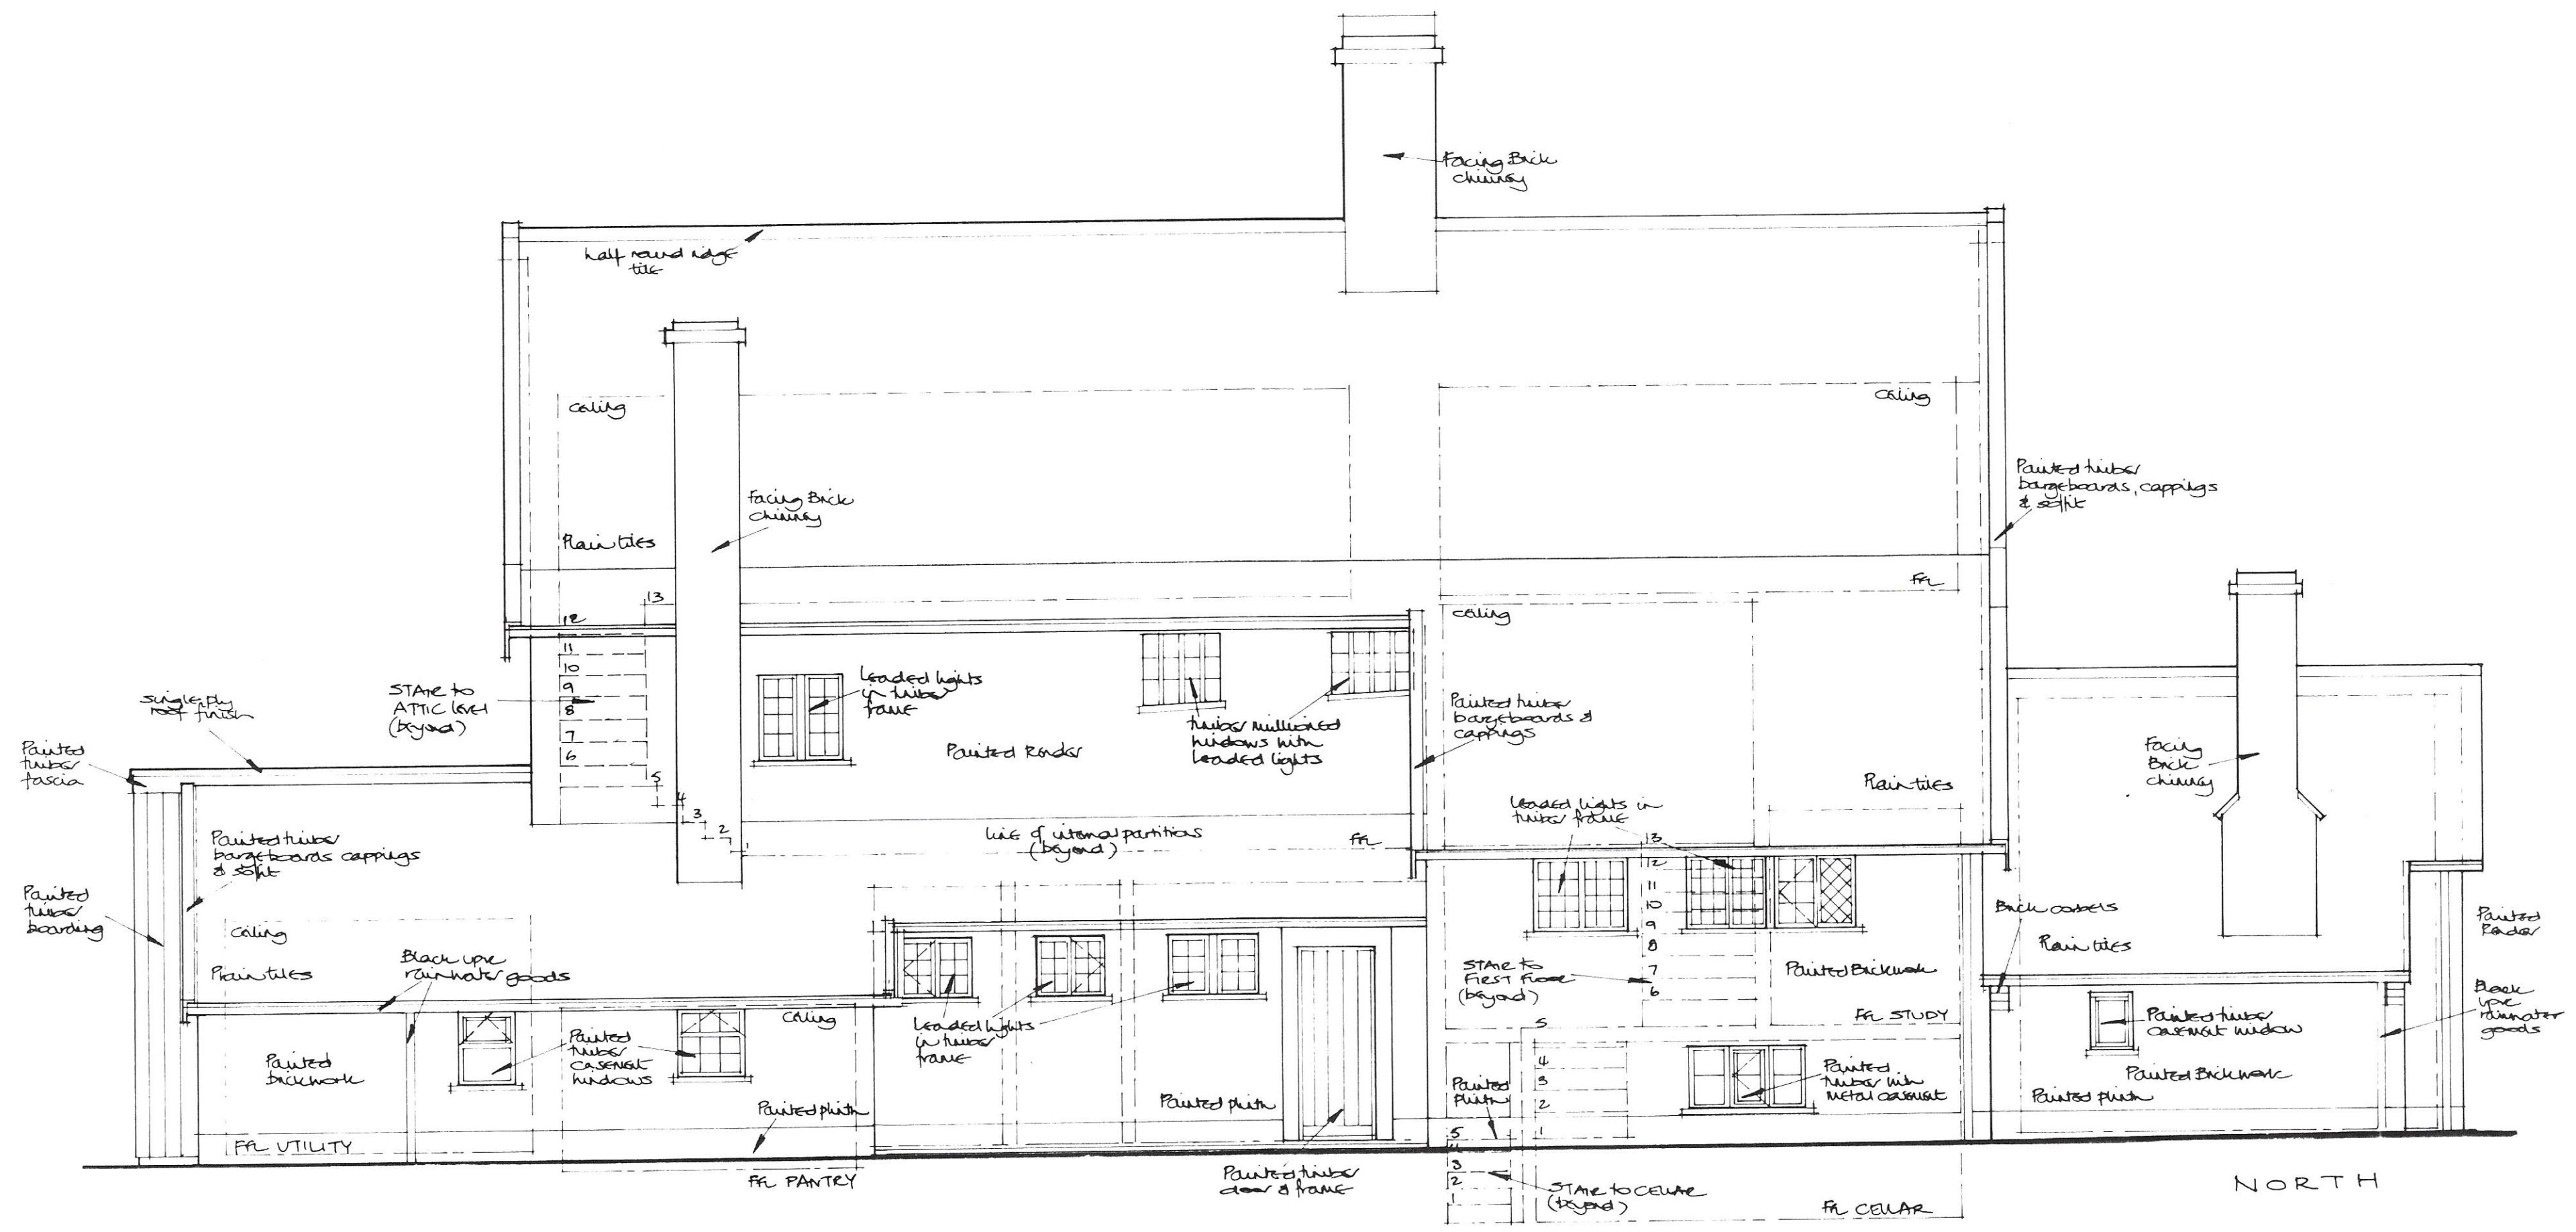 Facing Brick
chimney
half round ridge
tile
Ceiling
Ceiling
Painted timber
bargeboards, cappings
& soffit
Facing Brick
chimney
Plain tiles
FFL
13
12
11
10
9
8
7
6
5
4
3
2
1
Ceiling
STAIR to
ATTIC LEVEL
(beyond)
Leaded lights
in timber
frame
timber mullioned
windows with
leaded lights
Painted Render
Painted timber
bargeboards &
cappings
single ply
roof finish
Painted
timber
fascia
Facing
Brick
chimney
Plain tiles
Leaded lights in
timber frame
line of internal partitions
(beyond)
FFL
Painted timber
bargeboards cappings
& soffit
Painted
timber
boarding
Ceiling
Plain tiles
Black upvc
rainwater goods
13
12
11
10
9
8
7
6
5
4
3
2
1
STAIR to
FIRST FLOOR
(beyond)
Painted Brickwork
FFL STUDY
Brick corbels
Plain tiles
Painted
Render
Black
upvc
rainwater
goods
Painted timber
casement window
Painted Brickwork
Painted plinth
Ceiling
Leaded lights
in timber
frame
Painted
brickwork
Painted
timber
casement
windows
Painted plinth
Painted plinth
Painted
plinth
Painted
timber with
metal casement
FFL UTILITY
FFL PANTRY
Painted timber
door & frame
5
4
3
2
1
STAIR to CELLAR
(beyond)
FFL CELLAR
NORTH